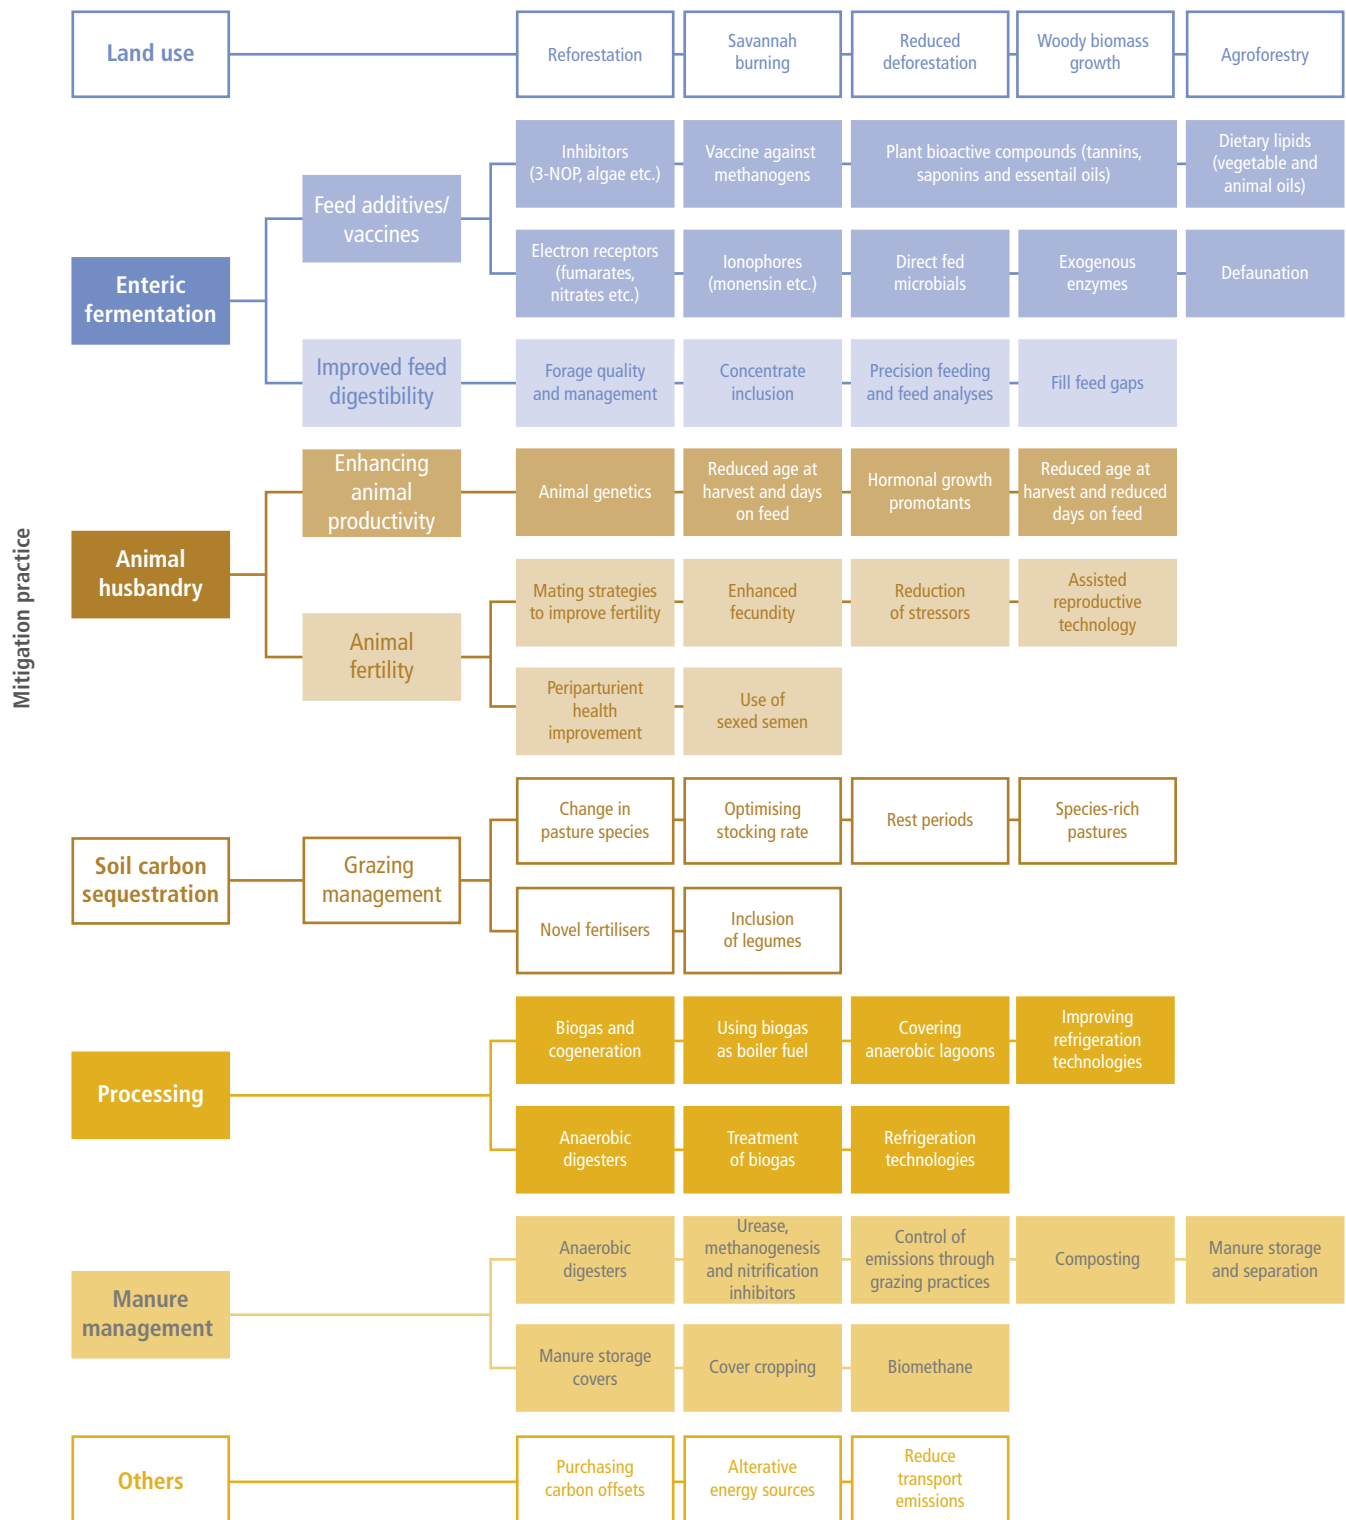 Mitigation practice
Land use
Reforestation
Savannah
burning
Reduced
deforestation
Woody biomass
growth
Agroforestry
Enteric
fermentation
Feed additives/
vaccines
Inhibitors
(3-NOP, algae etc.)
Vaccine against
methanogens
Plant bioactive compounds (tannins,
saponins and essentail oils)
Dietary lipids
(vegetable and
animal oils)
Electron receptors
(fumarates,
nitrates etc.)
Ionophores
(monensin etc.)
Direct fed
microbials
Exogenous
enzymes
Defaunation
Improved feed
digestibility
Forage quality
and management
Concentrate
inclusion
Precision feeding
and feed analyses
Fill feed gaps
Animal
husbandry
Enhancing
animal
productivity
Animal genetics
Reduced age at
harvest and days
on feed
Hormonal growth
promotants
Reduced age at
harvest and reduced
days on feed
Animal
fertility
Mating strategies
to improve fertility
Enhanced
fecundity
Reduction
of stressors
Assisted
reproductive
technology
Periparturient
health
improvement
Use of
sexed semen
Soil carbon
sequestration
Grazing
management
Change in
pasture species
Optimising
stocking rate
Rest periods
Species-rich
pastures
Novel fertilisers
Inclusion
of legumes
Processing
Biogas and
cogeneration
Using biogas
as boiler fuel
Covering
anaerobic lagoons
Improving
refrigeration
technologies
Anaerobic
digesters
Treatment
of biogas
Refrigeration
technologies
Manure
management
Anaerobic
digesters
Urease,
methanogenesis
and nitrification
inhibitors
Control of
emissions through
grazing practices
Composting
Manure storage
and separation
Manure storage
covers
Cover cropping
Biomethane
Others
Purchasing
carbon offsets
Alterative
energy sources
Reduce
transport
emissions